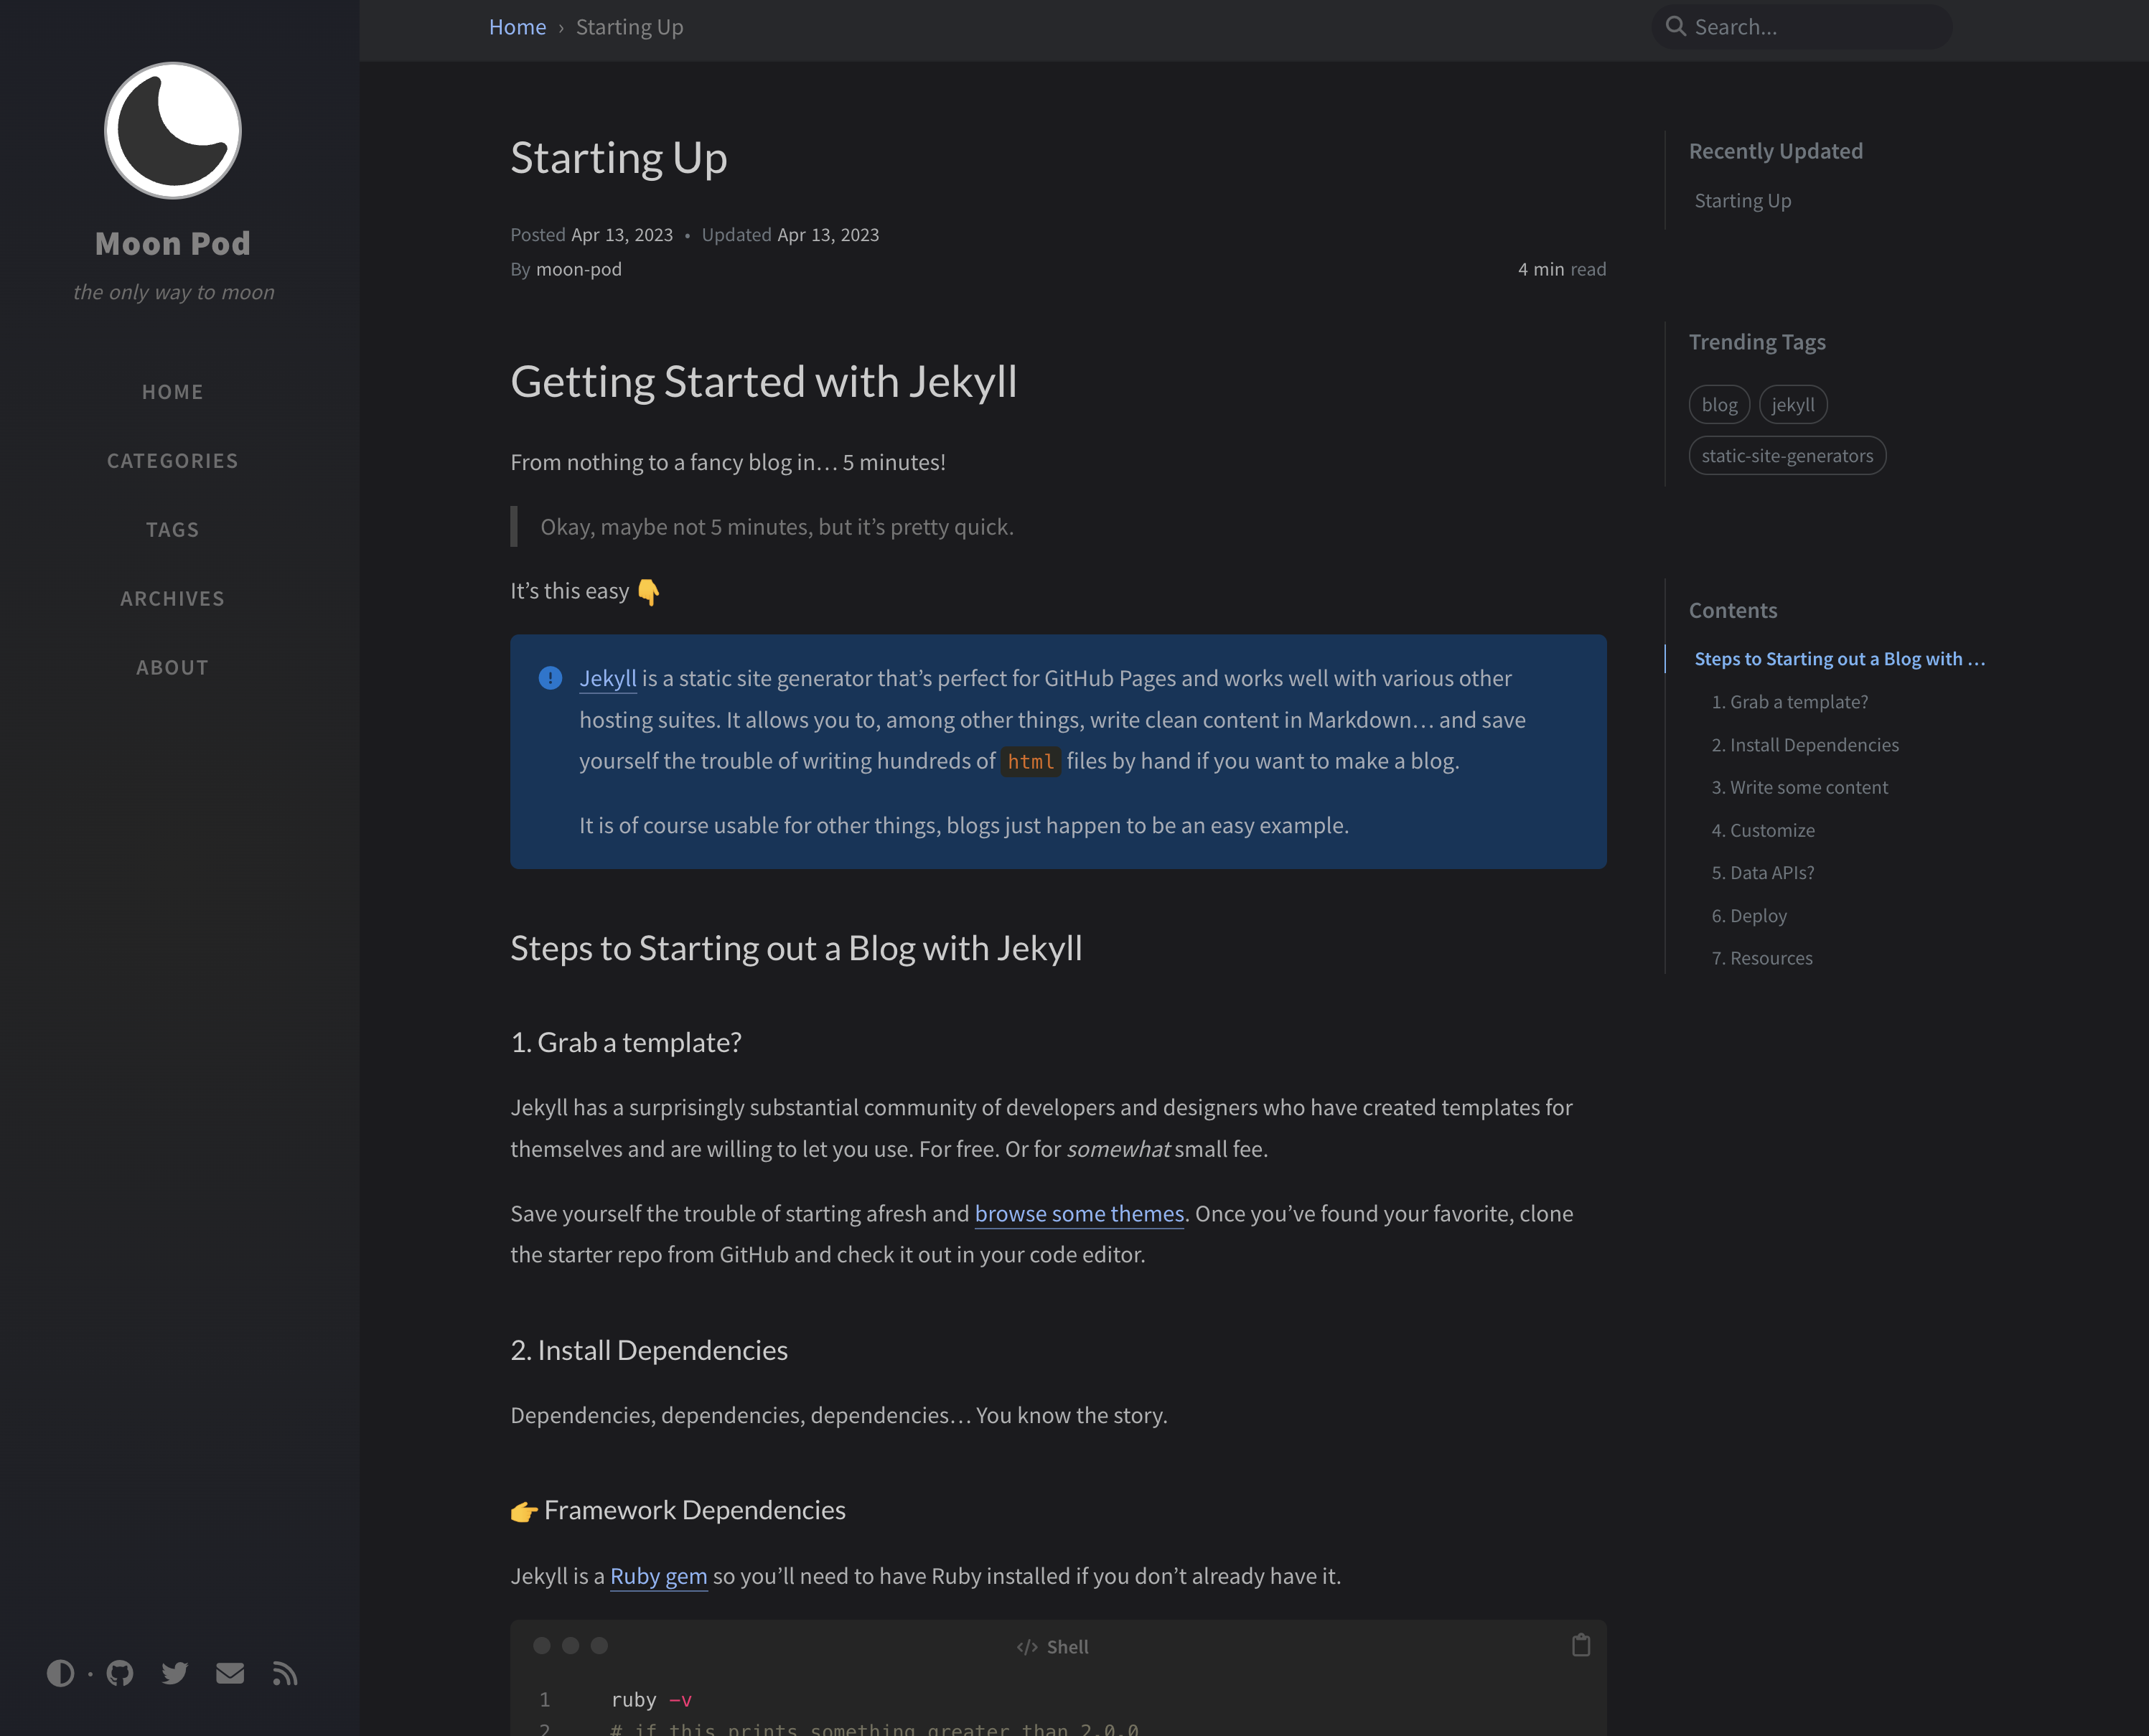 Moon Pod
the only way to moon
HOME
CATEGORIES
TAGS
ARCHIVES
ABOUT
Home › Starting Up
Search...
Starting Up
Posted Apr 13, 2023 • Updated Apr 13, 2023
By moon-pod
4 min read
Getting Started with Jekyll
From nothing to a fancy blog in… 5 minutes!
Okay, maybe not 5 minutes, but it’s pretty quick.
It’s this easy 👇
Jekyll is a static site generator that’s perfect for GitHub Pages and works well with various other
hosting suites. It allows you to, among other things, write clean content in Markdown… and save
yourself the trouble of writing hundreds of html files by hand if you want to make a blog.
It is of course usable for other things, blogs just happen to be an easy example.
Steps to Starting out a Blog with Jekyll
1. Grab a template?
Jekyll has a surprisingly substantial community of developers and designers who have created templates for
themselves and are willing to let you use. For free. Or for somewhat small fee.
Save yourself the trouble of starting afresh and browse some themes. Once you’ve found your favorite, clone
the starter repo from GitHub and check it out in your code editor.
2. Install Dependencies
Dependencies, dependencies, dependencies… You know the story.
👉 Framework Dependencies
Jekyll is a Ruby gem so you’ll need to have Ruby installed if you don’t already have it.
</> Shell
1 ruby -v
2 # if this prints something greater than 2.0.0
Recently Updated
Starting Up
Trending Tags
blog jekyll
static-site-generators
Contents
Steps to Starting out a Blog with …
1. Grab a template?
2. Install Dependencies
3. Write some content
4. Customize
5. Data APIs?
6. Deploy
7. Resources